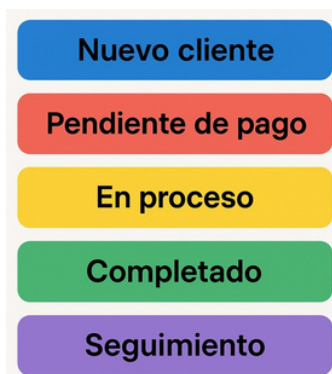 Nuevo cliente
Pendiente de pago
En proceso
Completado
Seguimiento